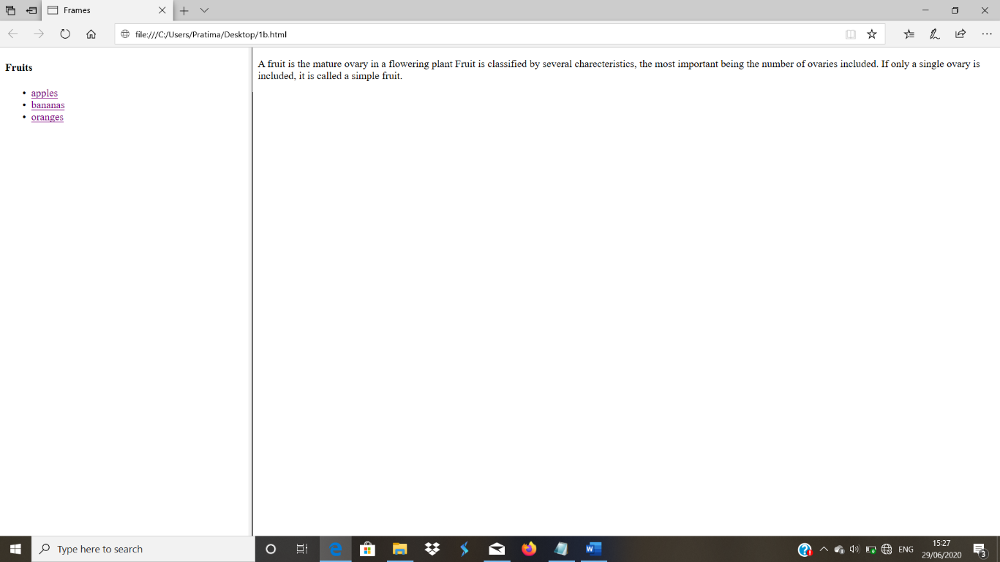 Frames
file:///C:/Users/Pratima/Desktop/1b.html
Fruits
apples
bananas
oranges
A fruit is the mature ovary in a flowering plant Fruit is classified by several charecteristics, the most important being the number of ovaries included. If only a single ovary is
included, it is called a simple fruit.
Type here to search
ENG
15:27
29/06/2020
3